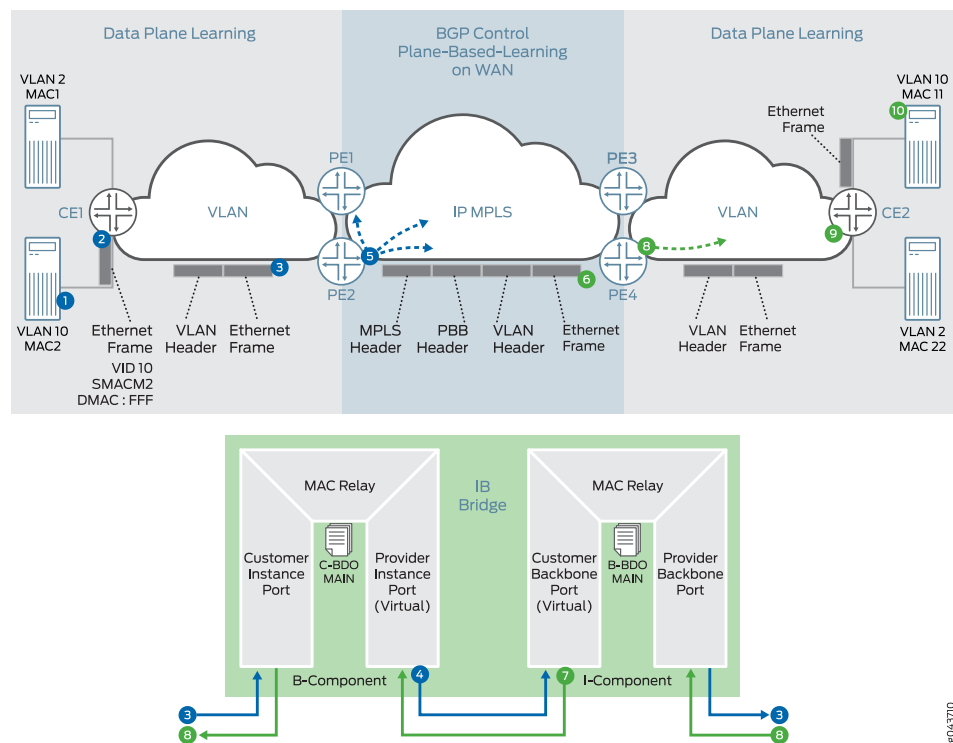 Data Plane Learning
BGP Control
Plane-Based-Learning
on WAN
Data Plane Learning
VLAN 2
MAC1
VLAN 10
MAC 11
10
Ethernet
Frame
PE1
PE3
CE1
VLAN
IP MPLS
VLAN
CE2
2
9
5
8
3
6
1
PE2
PE4
VLAN 10
MAC2
Ethernet
Frame
VID 10
SMACM2
DMAC : FFF
VLAN
Header
Ethernet
Frame
MPLS
Header
PBB
Header
VLAN
Header
Ethernet
Frame
VLAN
Header
Ethernet
Frame
VLAN 2
MAC 22
MAC Relay
IB
Bridge
MAC Relay
Customer
Instance
Port
C-BDO
MAIN
Provider
Instance
Port
(Virtual)
Customer
Backbone
Port
(Virtual)
B-BDO
MAIN
Provider
Backbone
Port
4
7
B-Component
I-Component
3
3
8
8
g043710